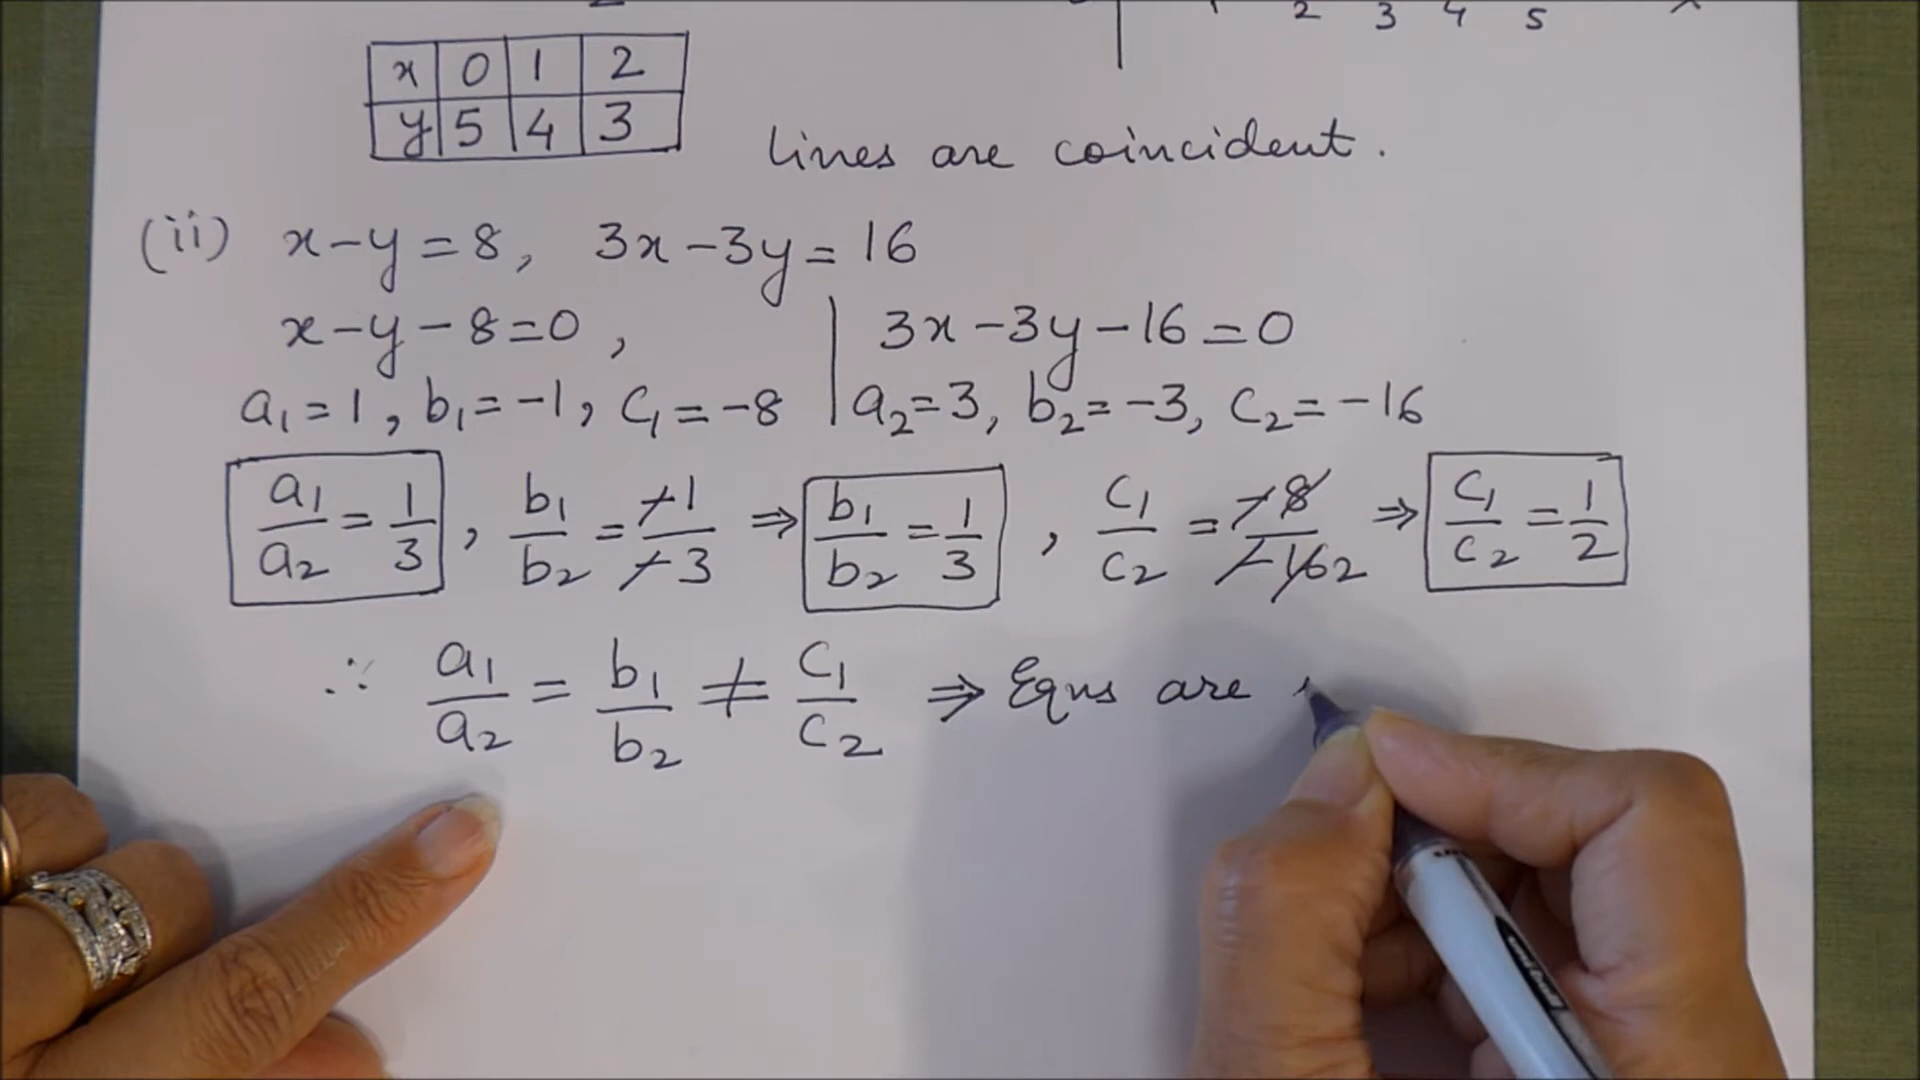 2 3 4 5
x 0 1 2
y 5 4 3
lines are coincident.
(ii) x-y=8, 3x-3y=16
x-y-8=0, | 3x-3y-16=0
a₁=1, b₁=-1, c₁=-8 | a₂=3, b₂=-3, c₂=-16
a₁/a₂ = 1/3, b₁/b₂ = -1/-3 ⇒ b₁/b₂ = 1/3, c₁/c₂ = -8/-16 2 ⇒ c₁/c₂ = 1/2
∴ a₁/a₂ = b₁/b₂ ≠ c₁/c₂ ⇒ Eqns are